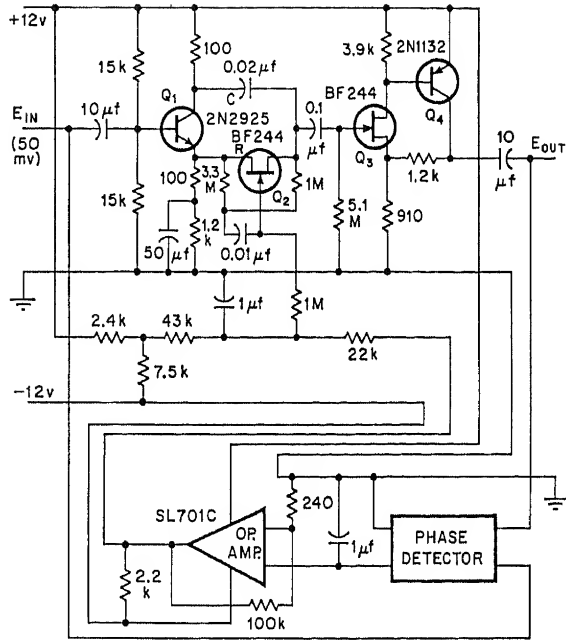 +12v
100
3.9k
2N1132
15k
0.02µf
C
Q1
2N2925
BF244
Q4
EIN
(50
mv)
10µf
BF244
R
0.1
µf
Q3
10
µf
EOUT
1.2k
15k
100
3.3
M
Q2
1M
5.1
M
910
50
µf
1.2
k
0.01µf
1µf
1M
2.4k
43k
22k
7.5k
-12v
SL701C
OP.
AMP.
240
1µf
PHASE
DETECTOR
2.2
k
100k